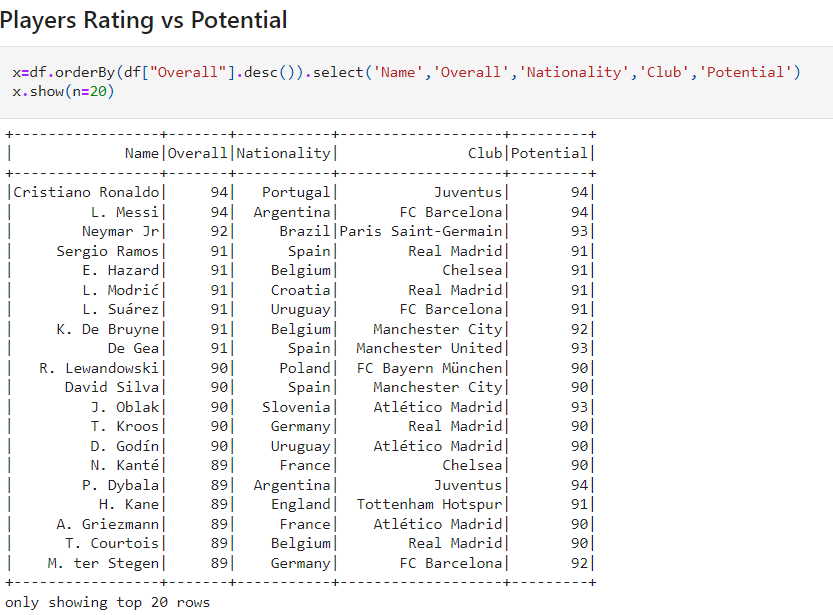 Players Rating vs Potential
x=df.orderBy(df["Overall"].desc()).select('Name','Overall','Nationality','Club','Potential')
x.show(n=20)
+-----------------+-------+-----------+-------------------+---------+
|             Name|Overall|Nationality|               Club|Potential|
+-----------------+-------+-----------+-------------------+---------+
|Cristiano Ronaldo|     94|   Portugal|           Juventus|       94|
|         L. Messi|     94|  Argentina|       FC Barcelona|       94|
|        Neymar Jr|     92|     Brazil|Paris Saint-Germain|       93|
|     Sergio Ramos|     91|      Spain|        Real Madrid|       91|
|        E. Hazard|     91|    Belgium|            Chelsea|       91|
|        L. Modrić|     91|    Croatia|        Real Madrid|       91|
|        L. Suárez|     91|    Uruguay|       FC Barcelona|       91|
|     K. De Bruyne|     91|    Belgium|    Manchester City|       92|
|           De Gea|     91|      Spain|  Manchester United|       93|
|   R. Lewandowski|     90|     Poland|  FC Bayern München|       90|
|      David Silva|     90|      Spain|    Manchester City|       90|
|         J. Oblak|     90|   Slovenia|    Atlético Madrid|       93|
|         T. Kroos|     90|    Germany|        Real Madrid|       90|
|         D. Godín|     90|    Uruguay|    Atlético Madrid|       90|
|         N. Kanté|     89|     France|            Chelsea|       90|
|        P. Dybala|     89|  Argentina|           Juventus|       94|
|          H. Kane|     89|    England|  Tottenham Hotspur|       91|
|     A. Griezmann|     89|     France|    Atlético Madrid|       90|
|      T. Courtois|     89|    Belgium|        Real Madrid|       90|
|    M. ter Stegen|     89|    Germany|       FC Barcelona|       92|
+-----------------+-------+-----------+-------------------+---------+
only showing top 20 rows